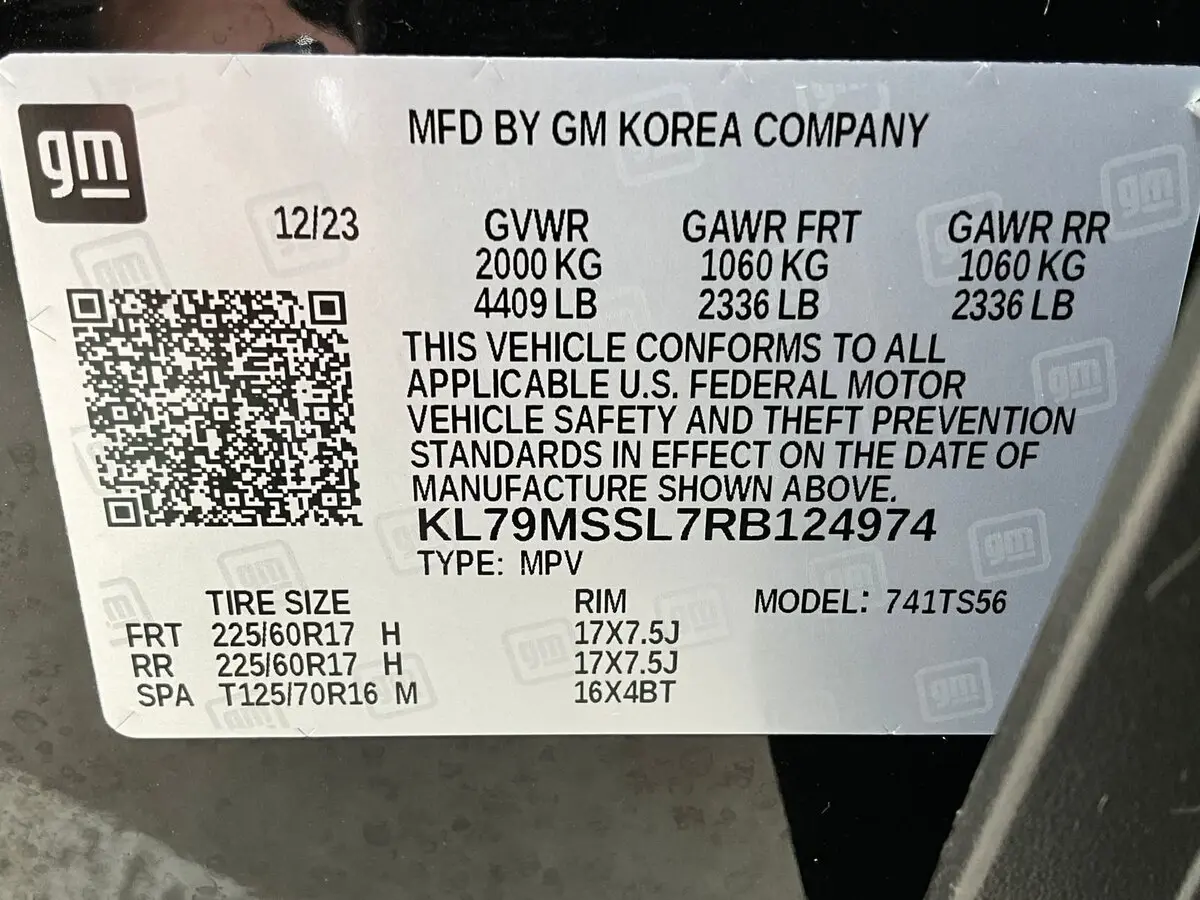 gm
MFD BY GM KOREA COMPANY
12/23 GVWR GAWR FRT GAWR RR
2000 KG 1060 KG 1060 KG
4409 LB 2336 LB 2336 LB
THIS VEHICLE CONFORMS TO ALL
APPLICABLE U.S. FEDERAL MOTOR
VEHICLE SAFETY AND THEFT PREVENTION
STANDARDS IN EFFECT ON THE DATE OF
MANUFACTURE SHOWN ABOVE.
KL79MSSL7RB124974
TYPE: MPV
TIRE SIZE RIM MODEL: 741TS56
FRT 225/60R17 H 17X7.5J
RR 225/60R17 H 17X7.5J
SPA T125/70R16 M 16X4BT